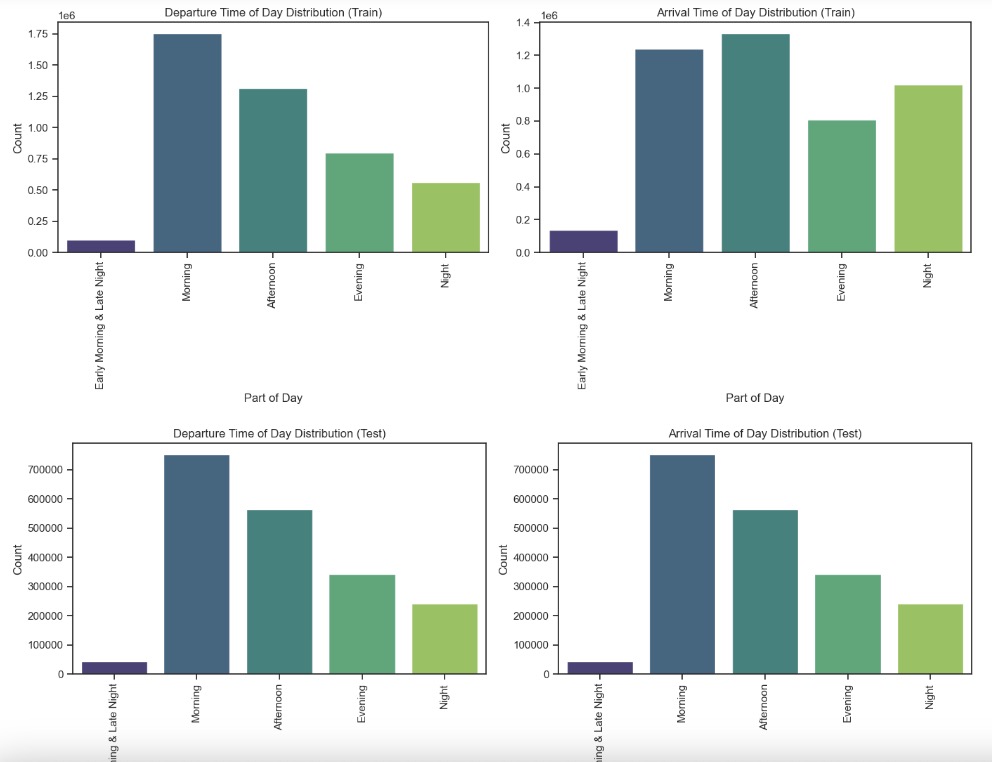 Departure Time of Day Distribution (Train)
1e6
Count
1.75
1.50
1.25
1.00
0.75
0.50
0.25
0.00
Early Morning & Late Night
Morning
Afternoon
Evening
Night
Part of Day
Arrival Time of Day Distribution (Train)
1e6
Count
1.4
1.2
1.0
0.8
0.6
0.4
0.2
0.0
Early Morning & Late Night
Morning
Afternoon
Evening
Night
Part of Day
Departure Time of Day Distribution (Test)
Count
700000
600000
500000
400000
300000
200000
100000
0
ing & Late Night
Morning
Afternoon
Evening
Night
Arrival Time of Day Distribution (Test)
Count
700000
600000
500000
400000
300000
200000
100000
0
ing & Late Night
Morning
Afternoon
Evening
Night